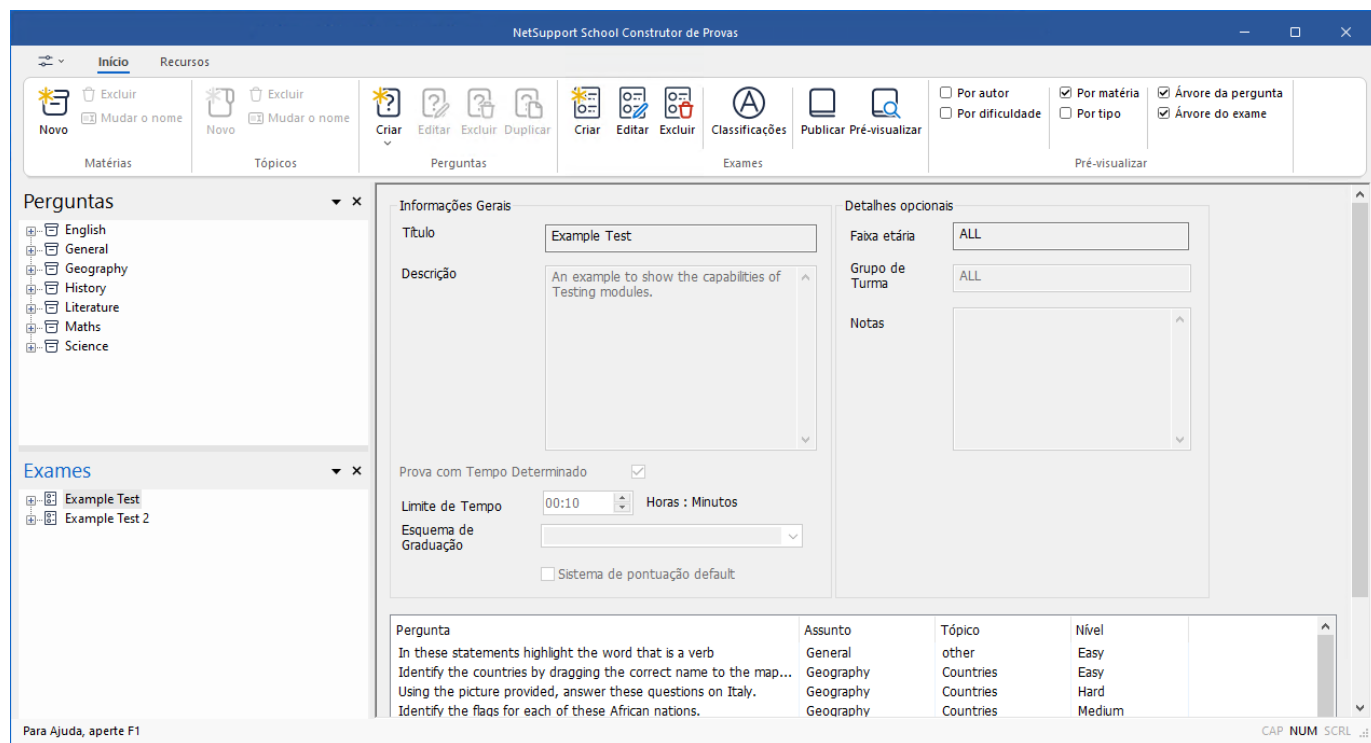 NetSupport School Construtor de Provas
Início Recursos
Novo Excluir Mudar o nome
Matérias
Novo Excluir Mudar o nome
Tópicos
Criar Editar Excluir Duplicar
Perguntas
Criar Editar Excluir Classificações Publicar Pré-visualizar
Exames
Por autor Por matéria Árvore da pergunta
Por dificuldade Por tipo Árvore do exame
Pré-visualizar
Perguntas
English
General
Geography
History
Literature
Maths
Science
Exames
Example Test
Example Test 2
Informações Gerais
Título Example Test
Descrição An example to show the capabilities of
Testing modules.
Prova com Tempo Determinado
Limite de Tempo 00:10 Horas : Minutos
Esquema de
Graduação
Sistema de pontuação default
Detalhes opcionais
Faixa etária ALL
Grupo de
Turma ALL
Notas
Pergunta Assunto Tópico Nível
In these statements highlight the word that is a verb General other Easy
Identify the countries by dragging the correct name to the map... Geography Countries Easy
Using the picture provided, answer these questions on Italy. Geography Countries Hard
Identify the flags for each of these African nations. Geography Countries Medium
Para Ajuda, aperte F1 CAP NUM SCRL